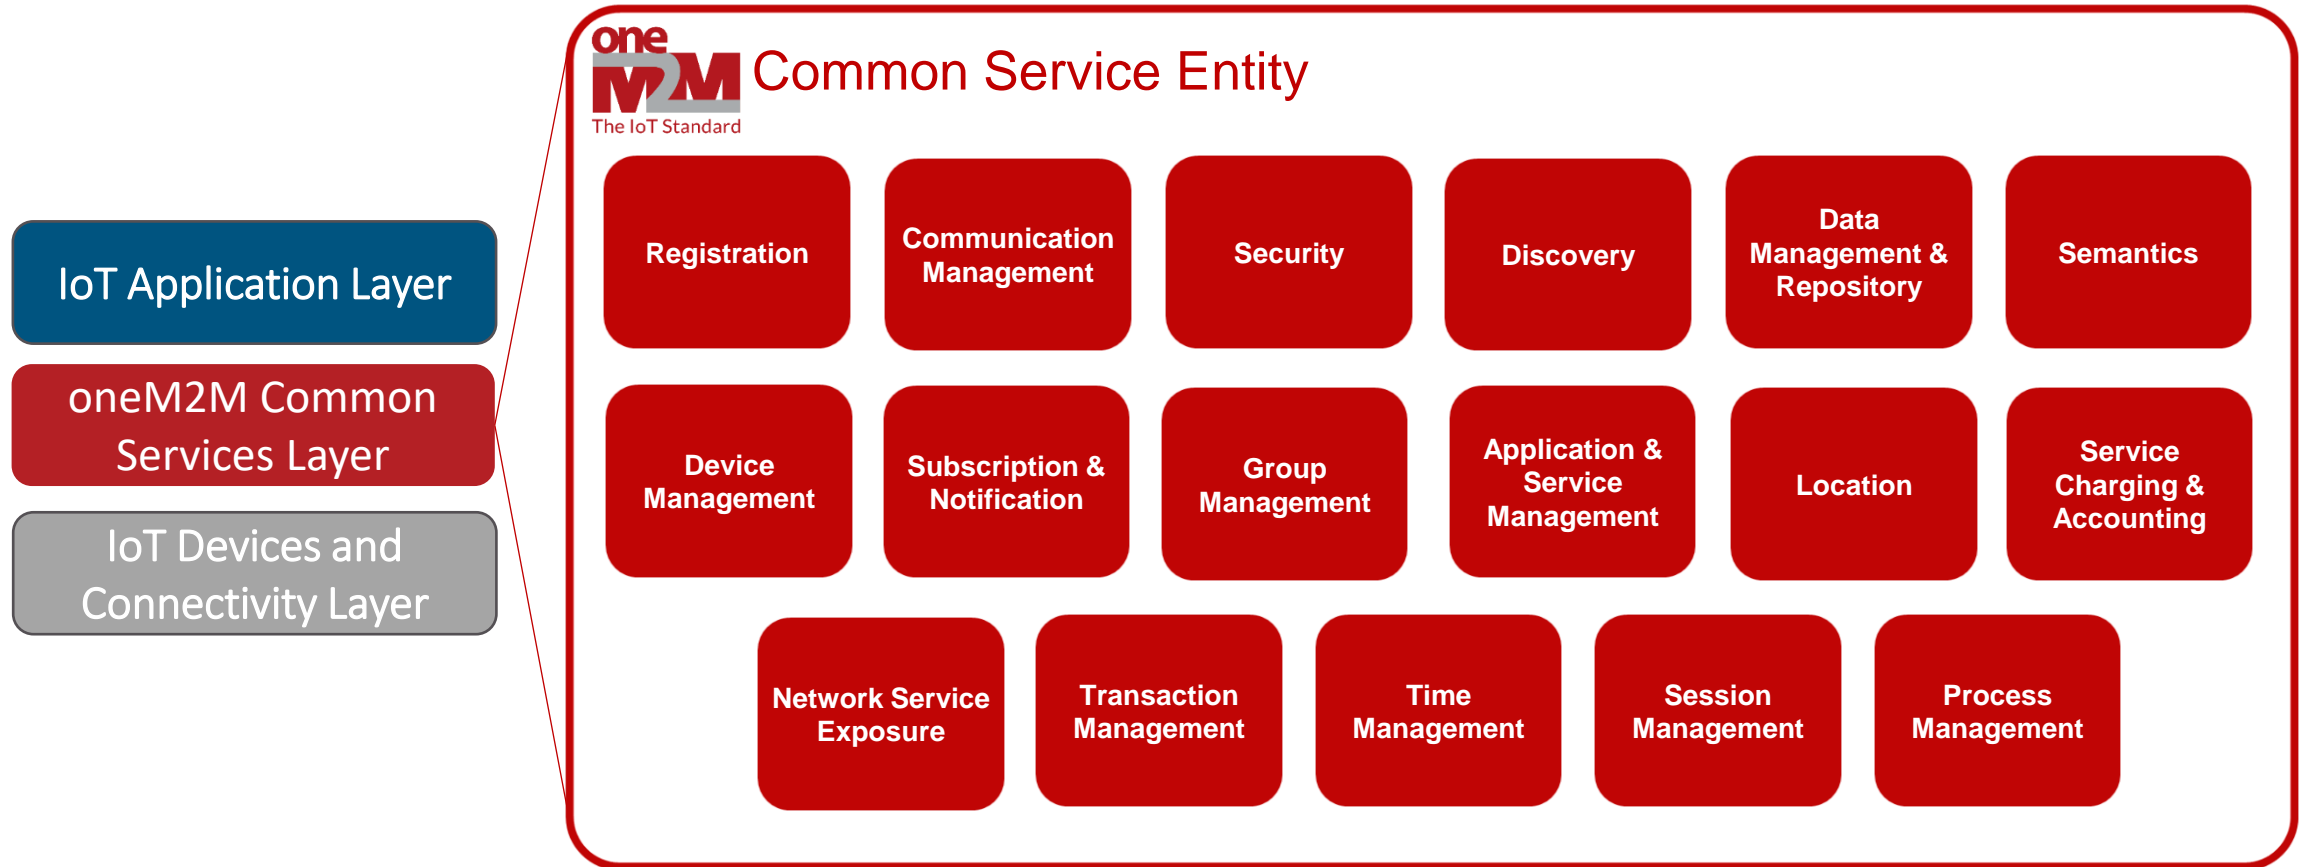 one
M2M
The IoT Standard
Common Service Entity
IoT Application Layer
oneM2M Common
Services Layer
IoT Devices and
Connectivity Layer
Registration
Communication
Management
Security
Discovery
Data
Management &
Repository
Semantics
Device
Management
Subscription &
Notification
Group
Management
Application &
Service
Management
Location
Service
Charging &
Accounting
Network Service
Exposure
Transaction
Management
Time
Management
Session
Management
Process
Management